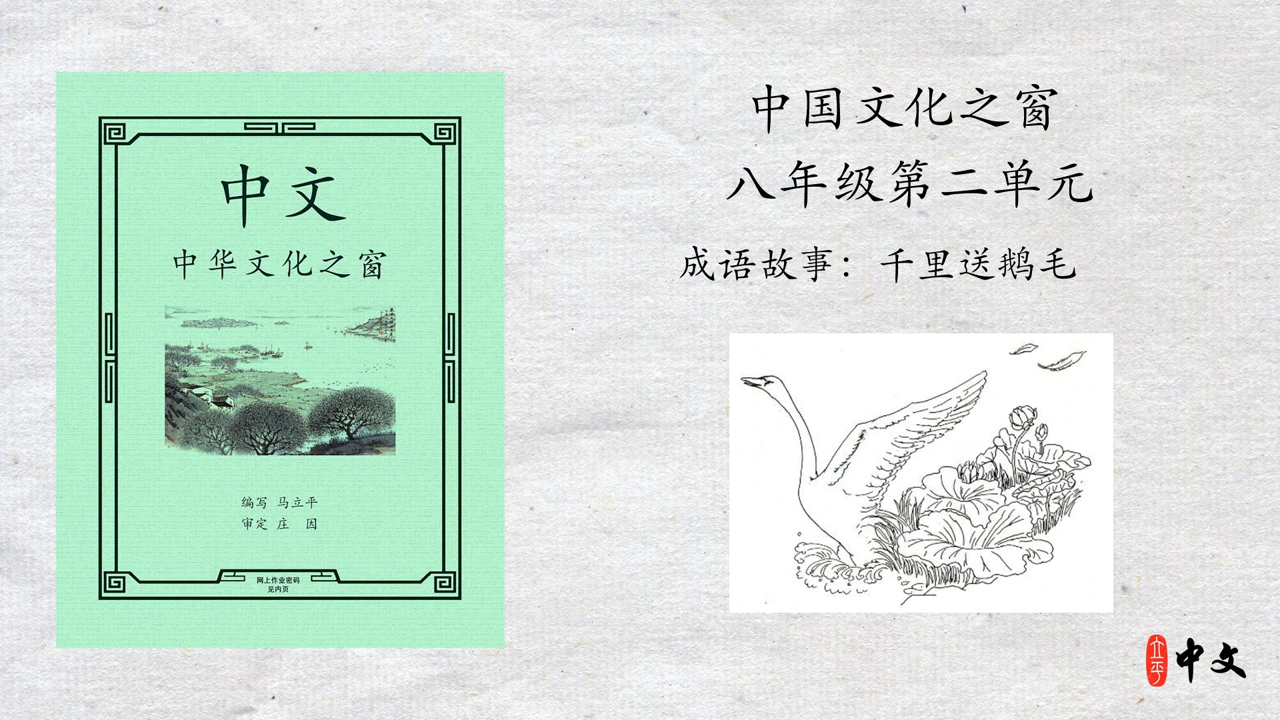 中文
中华文化之窗
编写 马立平
审定 庄 因
网上作业密码
见内页
中国文化之窗
八年级第二单元
成语故事：千里送鹅毛
立平
中文